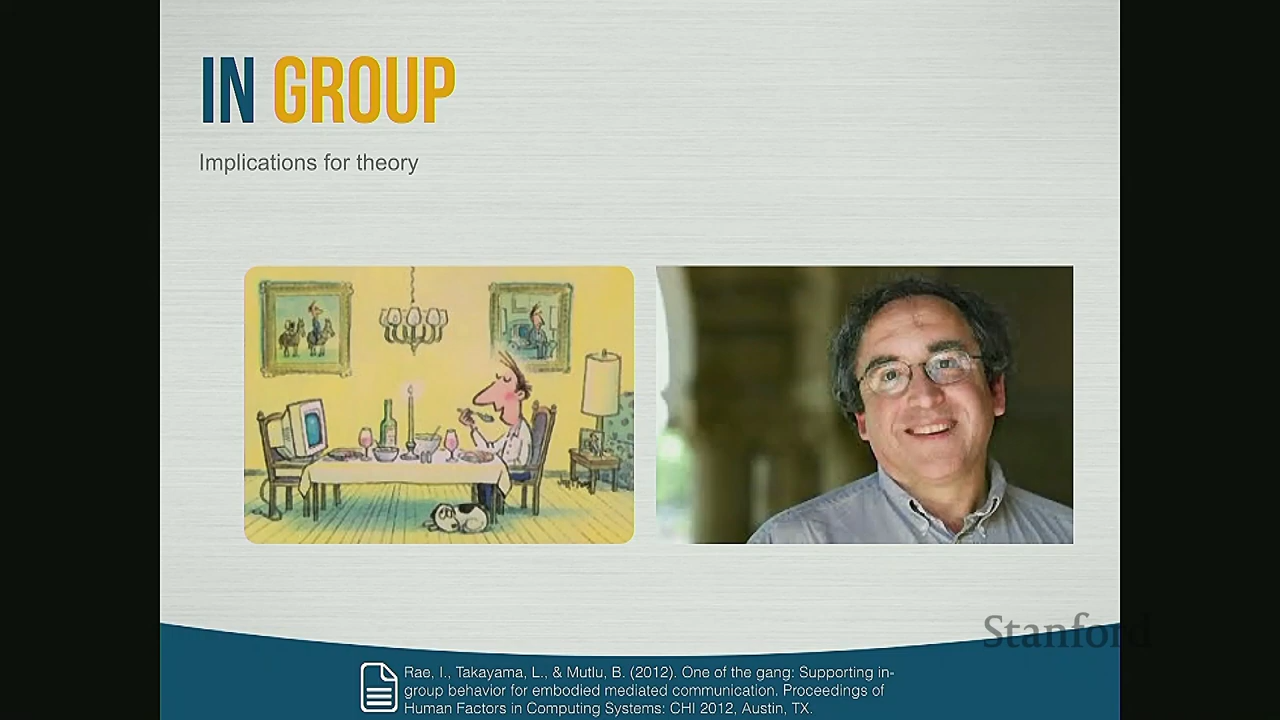 IN GROUP
Implications for theory
Stanford
Rae, I., Takayama, L., & Mutlu, B. (2012). One of the gang: Supporting in-
group behavior for embodied mediated communication. Proceedings of
Human Factors in Computing Systems: CHI 2012, Austin, TX.